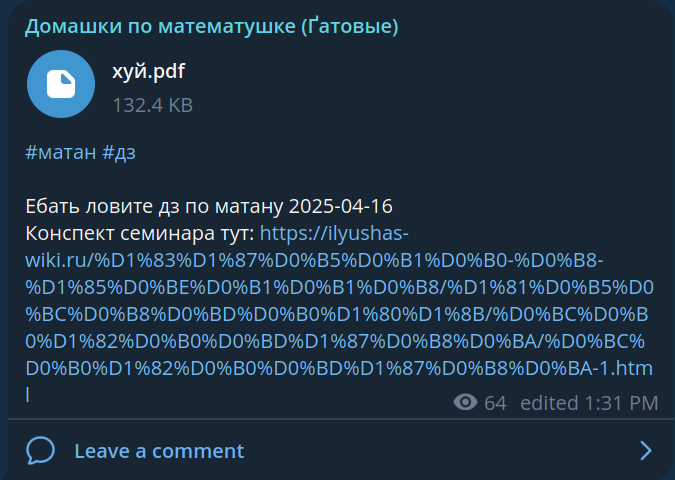 Домашки по математушке (Ґатовые)
хуй.pdf
132.4 KB
#матан #дз
Ебать ловите дз по матану 2025-04-16
Конспект семинара тут: https://ilyushas-
wiki.ru/%D1%83%D1%87%D0%B5%D0%B1%D0%B0-%D0%B8-
%D1%85%D0%BE%D0%B1%D0%B1%D0%B8/%D1%81%D0%B5%D0
%BC%D0%B8%D0%BD%D0%B0%D1%80%D1%8B/%D0%BC%D0%B
0%D1%82%D0%B0%D0%BD%D1%87%D0%B8%D0%BA/%D0%BC%
D0%B0%D1%82%D0%B0%D0%BD%D1%87%D0%B8%D0%BA-1.htm
l
64 edited 1:31 PM
Leave a comment